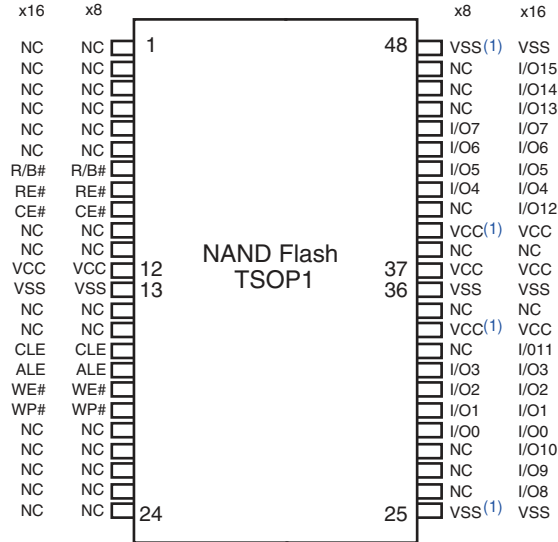 x16 x8 x8 x16
NC NC 1 48 VSS(1) VSS
NC NC NC I/O15
NC NC NC I/O14
NC NC NC I/O13
NC NC I/O7 I/O7
NC NC I/O6 I/O6
R/B# R/B# I/O5 I/O5
RE# RE# I/O4 I/O4
CE# CE# NC I/O12
NC NC VCC(1) VCC
NC NC NAND Flash NC NC
VCC VCC 12 TSOP1 37 VCC VCC
VSS VSS 13 36 VSS VSS
NC NC NC NC
NC NC VCC(1) VCC
CLE CLE NC I/011
ALE ALE I/O3 I/O3
WE# WE# I/O2 I/O2
WP# WP# I/O1 I/O1
NC NC I/O0 I/O0
NC NC NC I/O10
NC NC NC I/O9
NC NC NC I/O8
NC NC 24 25 VSS(1) VSS